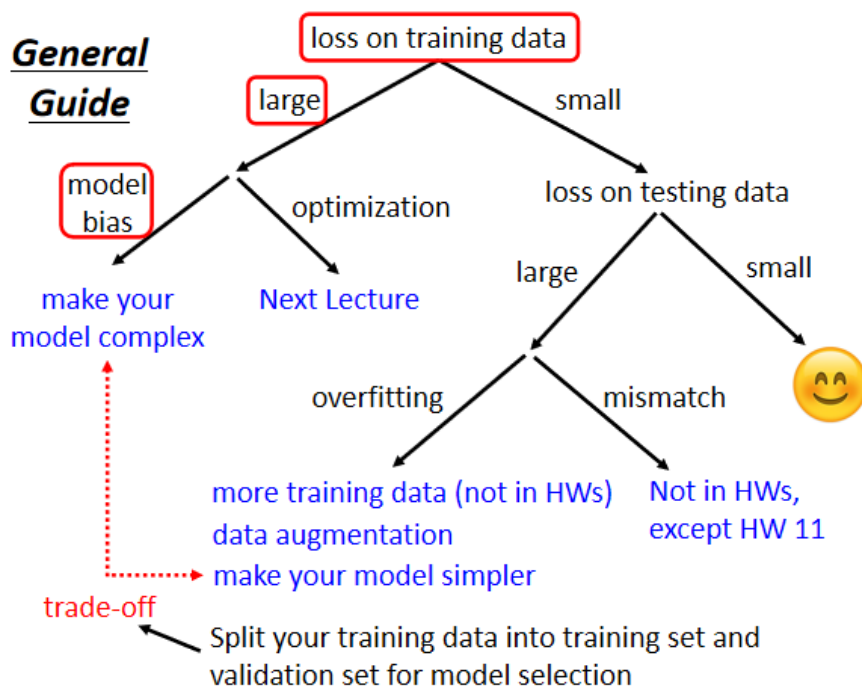 General
Guide
loss on training data
large
small
model
bias
optimization
loss on testing data
make your
model complex
Next Lecture
large
small
overfitting
mismatch
more training data (not in HWs)
data augmentation
make your model simpler
Not in HWs,
except HW 11
trade-off
Split your training data into training set and
validation set for model selection